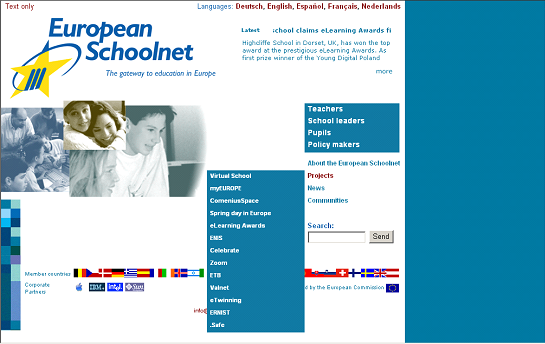 Text only
Languages: Deutsch, English, Español, Français, Nederlands
European
Schoolnet
The gateway to education in Europe
Latest school claims eLearning Awards fi
Highcliffe School in Dorset, UK, has won the top
award at the prestigious eLearning Awards. As
first prize winner of the Young Digital Poland
more
Teachers
School leaders
Pupils
Policy makers
About the European Schoolnet
Projects
News
Communities
Virtual School
myEUROPE
ComeniusSpace
Spring day in Europe
eLearning Awards
ENIS
Celebrate
Zoom
ETB
Valnet
eTwinning
ERNIST
.Safe
Search:
Send
Member countries
Corporate
Partners
IBM
intel
Sun
d by the European Commission
info